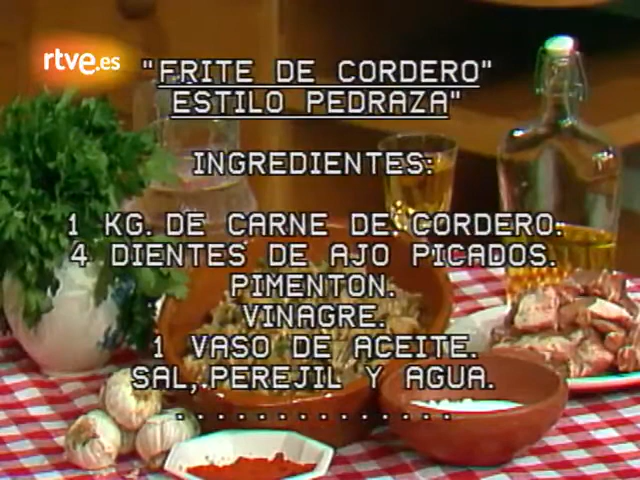 rtve.es
"FRITE DE CORDERO"
ESTILO PEDRAZA"
INGREDIENTES:
1 KG. DE CARNE DE CORDERO.
4 DIENTES DE AJO PICADOS.
PIMENTON.
VINAGRE.
1 VASO DE ACEITE.
SAL, PEREJIL Y AGUA.
..............